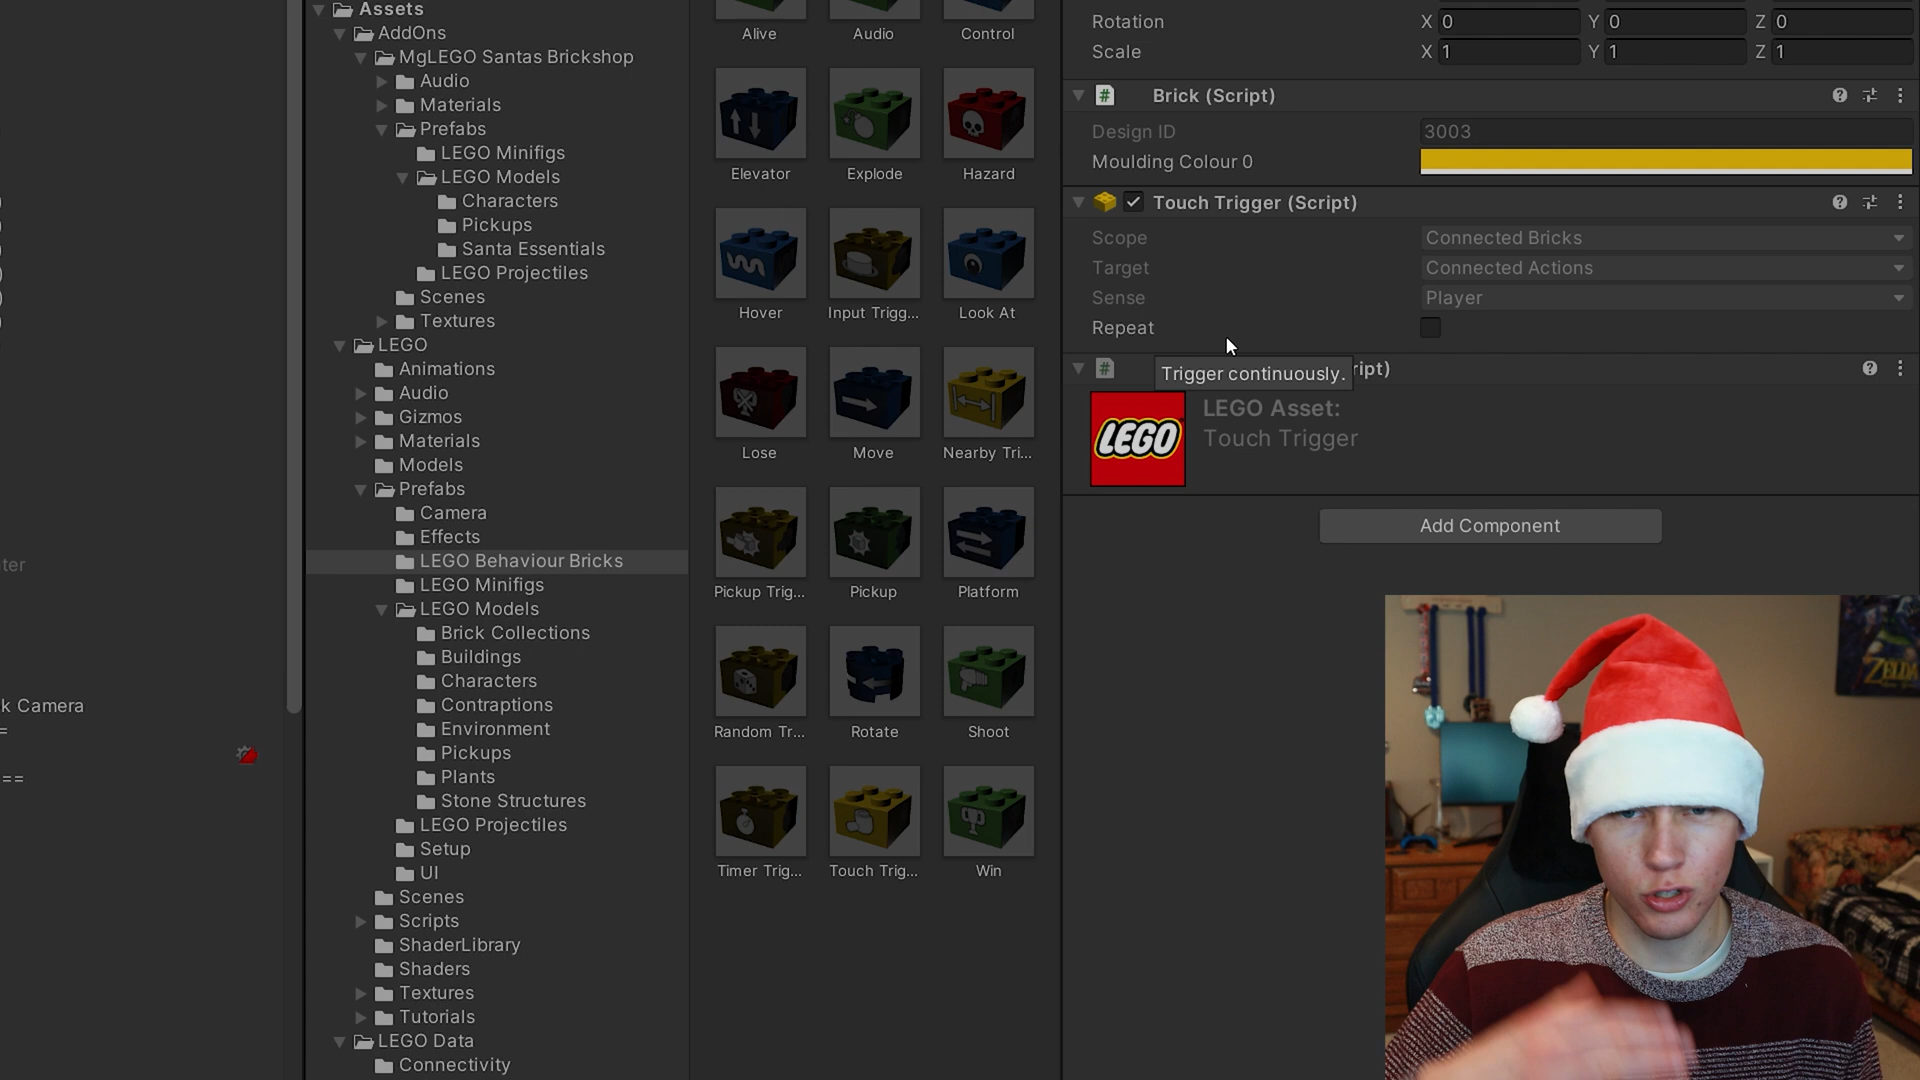 Assets
AddOns
MgLEGO Santas Brickshop
Audio
Materials
Prefabs
LEGO Minifigs
LEGO Models
Characters
Pickups
Santa Essentials
LEGO Projectiles
Scenes
Textures
LEGO
Animations
Audio
Gizmos
Materials
Models
Prefabs
Camera
Effects
LEGO Behaviour Bricks
LEGO Minifigs
LEGO Models
Brick Collections
Buildings
Characters
Contraptions
Environment
Pickups
Plants
Stone Structures
LEGO Projectiles
Setup
UI
Scenes
Scripts
ShaderLibrary
Shaders
Textures
Tutorials
LEGO Data
Connectivity
)
)
)
)
)
ter
k Camera
=
==
Alive Audio Control
Elevator Explode Hazard
Hover Input Trigg... Look At
Lose Move Nearby Tri...
Pickup Trig... Pickup Platform
Random Tr... Rotate Shoot
Timer Trig... Touch Trig... Win
Rotation X 0 Y 0 Z 0
Scale X 1 Y 1 Z 1
# Brick (Script)
Design ID 3003
Moulding Colour 0
Touch Trigger (Script)
Scope Connected Bricks
Target Connected Actions
Sense Player
Repeat
Trigger continuously.
# ript)
LEGO
LEGO Asset:
Touch Trigger
Add Component
ZELDA